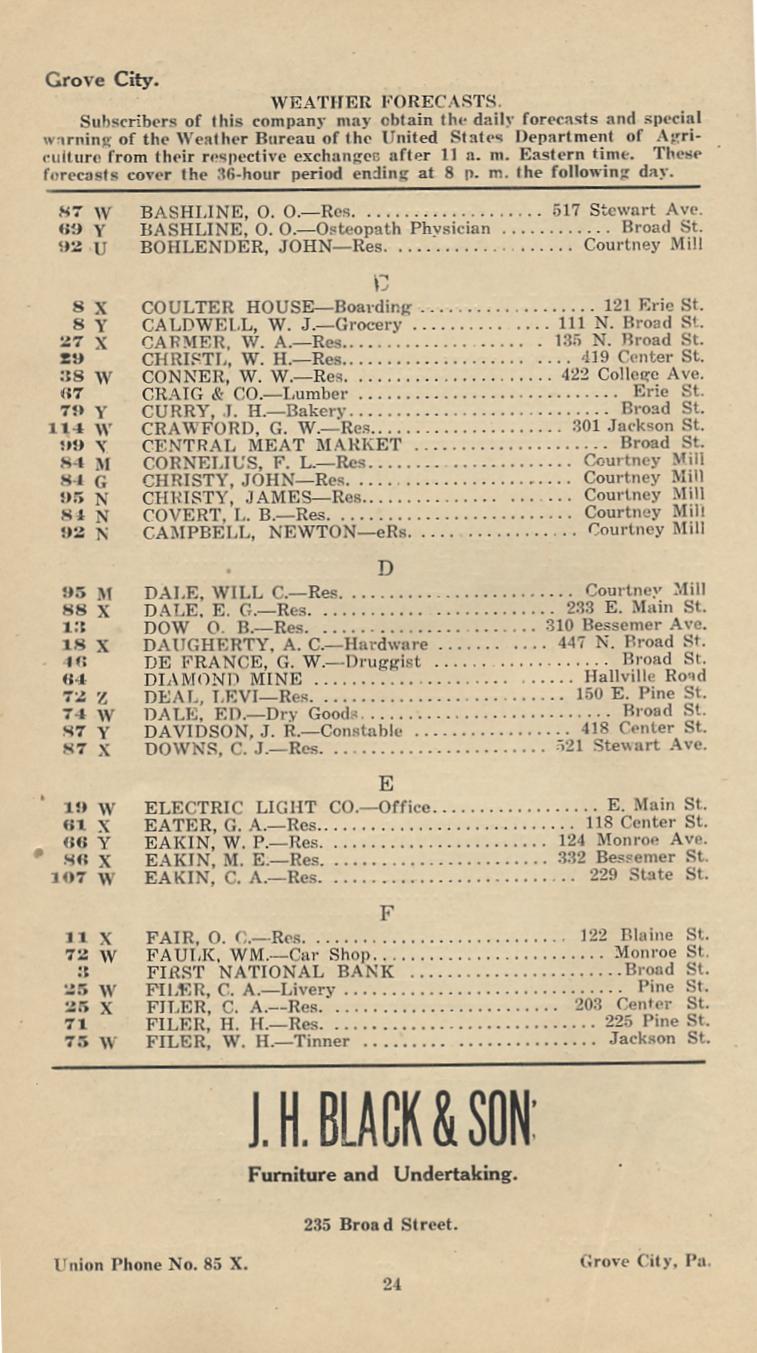 Grove City.
WEATHER FORECASTS.
Subscribers of this company may obtain the daily forecasts and special
warning of the Weather Bureau of the United States Department of Agri-
culture from their respective exchanges after 11 a. m. Eastern time. These
forecasts cover the 36-hour period ending at 8 p. m. the following day.
87 W BASHLINE, O. O.—Res. .................. 517 Stewart Ave.
69 Y BASHLINE, O. O.—Osteopath Physician ............ Broad St.
92 U BOHLENDER, JOHN—Res. .................. Courtney Mill
C
8 X COULTER HOUSE—Boarding .................. 121 Erie St.
8 Y CALDWELL, W. J.—Grocery ............ 111 N. Broad St.
27 X CARMER, W. A.—Res.................. 135 N. Broad St.
29 CHRISTL, W. H.—Res.................. 419 Center St.
38 W CONNER, W. W.—Res. .................. 422 College Ave.
67 CRAIG & CO.—Lumber .................. Erie St.
79 Y CURRY, J. H.—Bakery.................. Broad St.
114 W CRAWFORD, G. W.—Res.................. 301 Jackson St.
99 Y CENTRAL MEAT MARKET .................. Broad St.
84 M CORNELIUS, F. L.—Res.................. Courtney Mill
84 G CHRISTY, JOHN—Res. .................. Courtney Mill
95 N CHRISTY, JAMES—Res.................. Courtney Mill
84 N COVERT, L. B.—Res. .................. Courtney Mill
92 N CAMPBELL, NEWTON—eRs. .................. Courtney Mill
D
95 M DALE, WILL C.—Res. .................. Courtney Mill
88 X DALE, E. G.—Res. .................. 233 E. Main St.
13 DOW O. B.—Res. .................. 310 Bessemer Ave.
18 X DAUGHERTY, A. C.—Hardware ............ 447 N. Broad St.
46 DE FRANCE, G. W.—Druggist .................. Broad St.
64 DIAMOND MINE .................. Hallville Road
72 Z DEAL, LEVI—Res. .................. 150 E. Pine St.
74 W DALE, ED.—Dry Goods.................. Broad St.
87 Y DAVIDSON, J. R.—Constable .................. 418 Center St.
87 X DOWNS, C. J.—Res. .................. 521 Stewart Ave.
E
19 W ELECTRIC LIGHT CO.—Office.................. E. Main St.
61 X EATER, G. A.—Res.................. 118 Center St.
66 Y EAKIN, W. P.—Res. .................. 124 Monroe Ave.
86 X EAKIN, M. E.—Res. .................. 332 Bessemer St.
107 W EAKIN, C. A.—Res. .................. 229 State St.
F
11 X FAIR, O. C.—Res. .................. 122 Blaine St.
72 W FAULK, WM.—Car Shop.................. Monroe St.
3 FIRST NATIONAL BANK ..................Broad St.
25 W FILER, C. A.—Livery .................. Pine St.
25 X FILER, C. A.—Res. .................. 203 Center St.
71 FILER, H. H.—Res. .................. 225 Pine St.
75 W FILER, W. H.—Tinner .................. Jackson St.
J. H. BLACK & SON,
Furniture and Undertaking.
235 Broad Street.
Union Phone No. 85 X. Grove City, Pa.
24